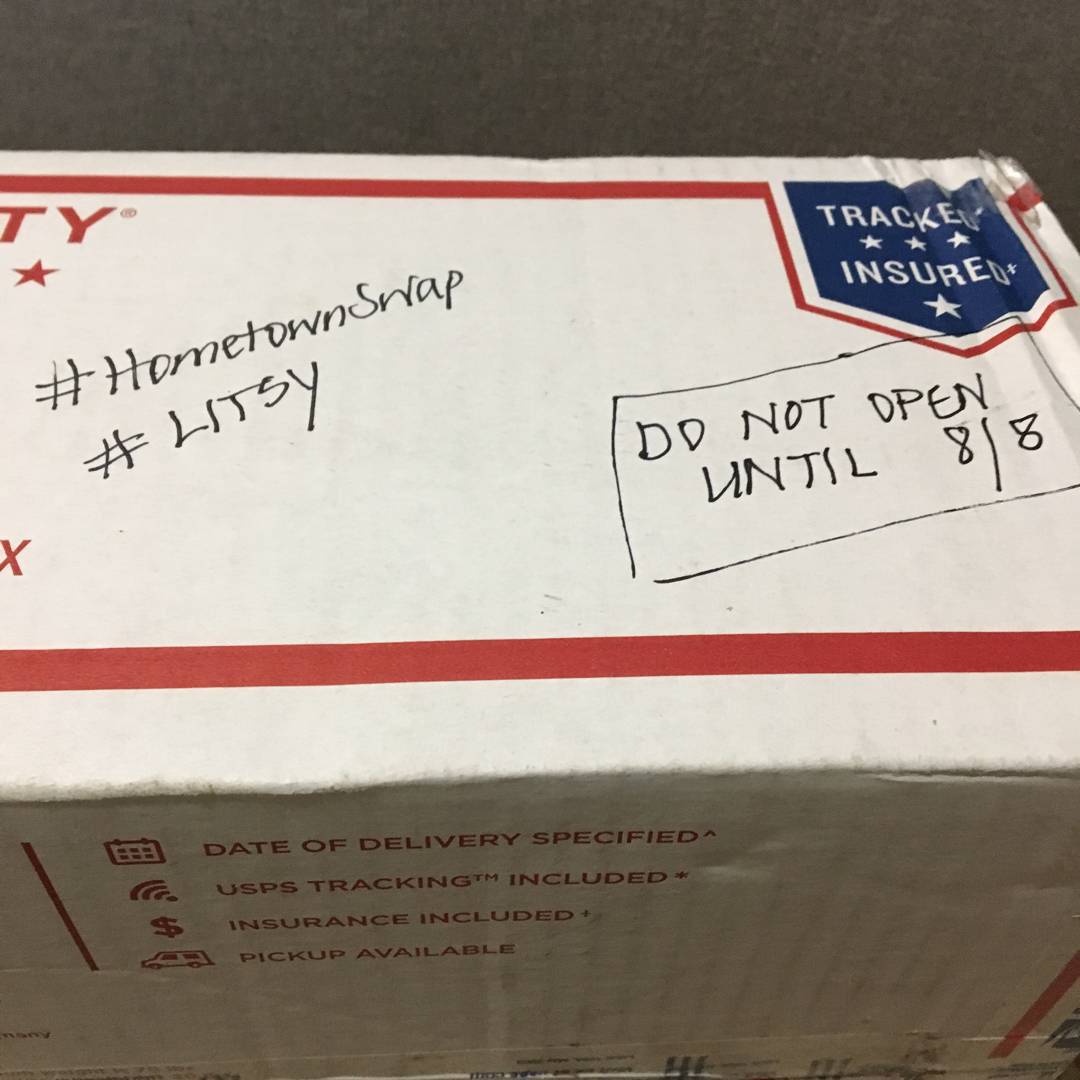 TY®
TRACKED
INSURED‡
#HometownSwap
#LITSY
DO NOT OPEN
UNTIL 8/8
X
DATE OF DELIVERY SPECIFIED^
USPS TRACKING™ INCLUDED*
$ INSURANCE INCLUDED‡
PICKUP AVAILABLE